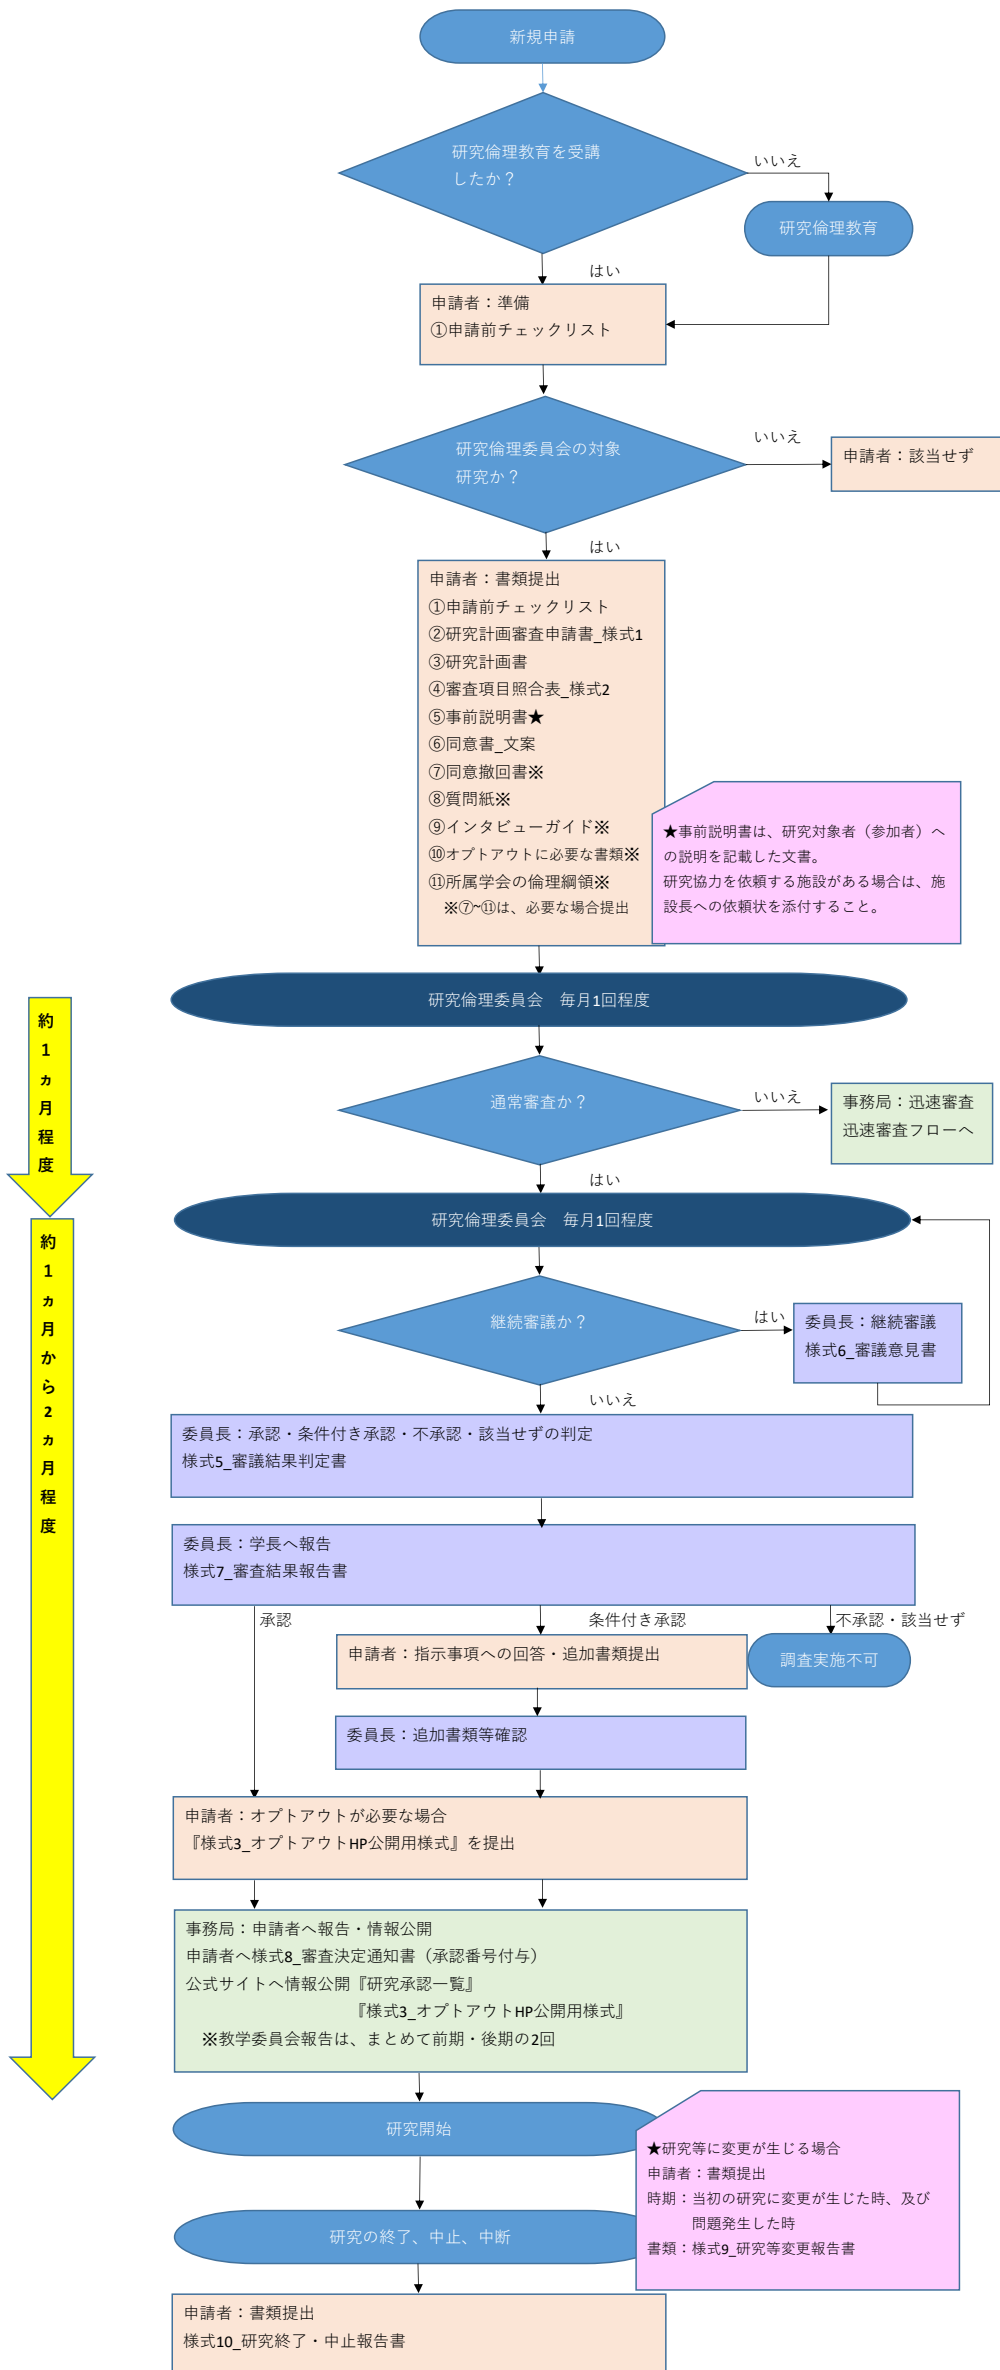 新規申請
研究倫理教育を受講
したか？
いいえ
研究倫理教育
はい
申請者：準備
①申請前チェックリスト
研究倫理委員会の対象
研究か？
いいえ
申請者：該当せず
はい
申請者：書類提出
①申請前チェックリスト
②研究計画審査申請書_様式1
③研究計画書
④審査項目照合表_様式2
⑤事前説明書★
⑥同意書_文案
⑦同意撤回書※
⑧質問紙※
⑨インタビューガイド※
⑩オプトアウトに必要な書類※
⑪所属学会の倫理綱領※
※⑦~⑪は、必要な場合提出
★事前説明書は、研究対象者（参加者）へ
の説明を記載した文書。
研究協力を依頼する施設がある場合は、施
設長への依頼状を添付すること。
研究倫理委員会　毎月1回程度
約1ヵ月程度
通常審査か？
いいえ
事務局：迅速審査
迅速審査フローへ
はい
研究倫理委員会　毎月1回程度
約1ヵ月から2ヵ月程度
継続審議か？
はい
委員長：継続審議
様式6_審議意見書
いいえ
委員長：承認・条件付き承認・不承認・該当せずの判定
様式5_審議結果判定書
委員長：学長へ報告
様式7_審査結果報告書
承認
条件付き承認
不承認・該当せず
申請者：指示事項への回答・追加書類提出
調査実施不可
委員長：追加書類等確認
申請者：オプトアウトが必要な場合
『様式3_オプトアウトHP公開用様式』を提出
事務局：申請者へ報告・情報公開
申請者へ様式8_審査決定通知書（承認番号付与）
公式サイトへ情報公開『研究承認一覧』
『様式3_オプトアウトHP公開用様式』
※教学委員会報告は、まとめて前期・後期の2回
研究開始
★研究等に変更が生じる場合
申請者：書類提出
時期：当初の研究に変更が生じた時、及び
問題発生した時
書類：様式9_研究等変更報告書
研究の終了、中止、中断
申請者：書類提出
様式10_研究終了・中止報告書